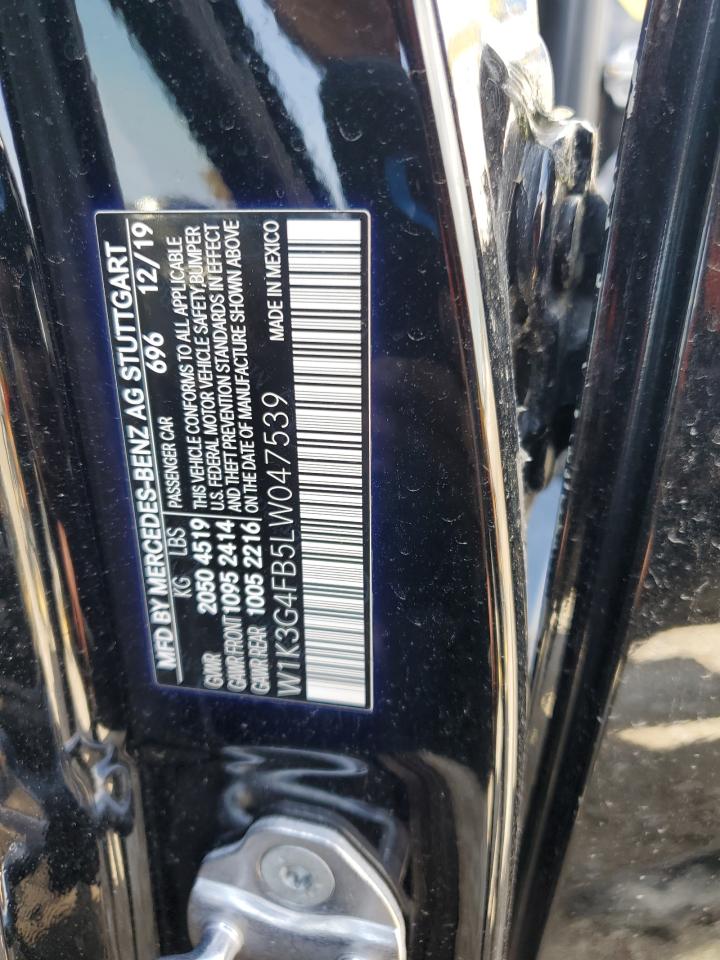 MFD BY MERCEDES-BENZ AG STUTTGART
696 12/19
KG LBS PASSENGER CAR
GVWR 2050 4519
GAWR FRONT 1095 2414
GAWR REAR 1005 2216
THIS VEHICLE CONFORMS TO ALL APPLICABLE
U.S. FEDERAL MOTOR VEHICLE SAFETY, BUMPER
AND THEFT PREVENTION STANDARDS IN EFFECT
ON THE DATE OF MANUFACTURE SHOWN ABOVE
W1K3G4FB5LW047539 MADE IN MEXICO